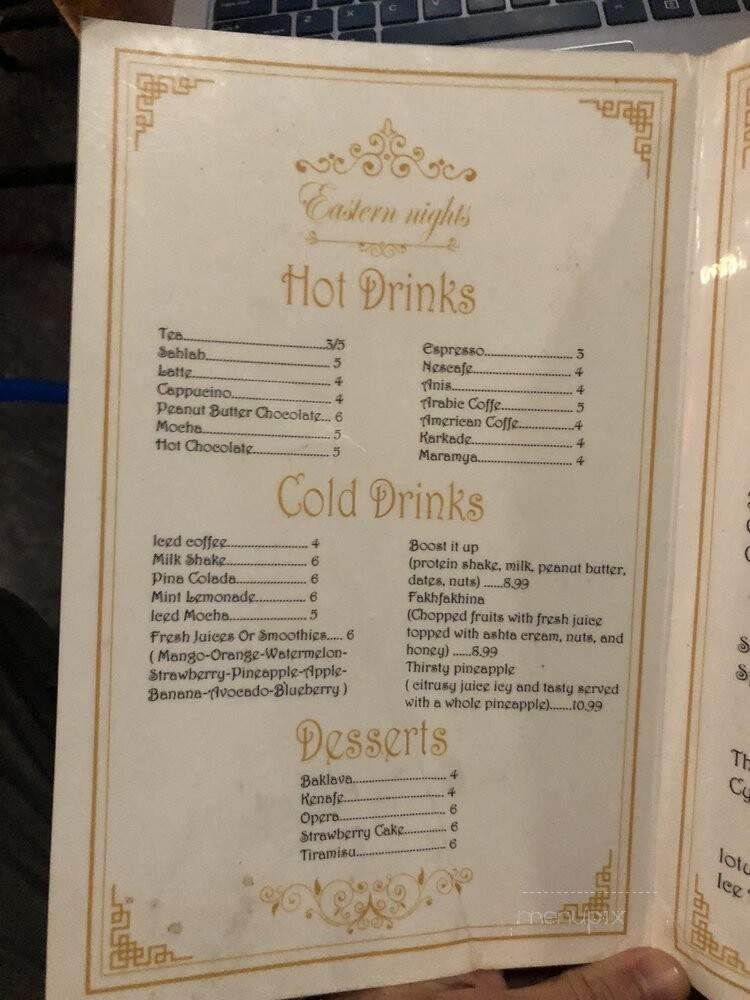 Eastern nights
Hot Drinks
Tea...........................3/5
Sahlab........................ 5
Latte......................... 4
Cappucino..................... 4
Peanut Butter Chocolate... 6
Mocha......................... 5
Hot Chocolate................. 5
Espresso...................... 3
Nescafe....................... 4
Anis.......................... 4
Arabic Coffe.................. 5
American Coffe................4
Karkade....................... 4
Maramya....................... 4
Cold Drinks
Iced coffee................... 4
Milk Shake.................... 6
Pina Colada................... 6
Mint Lemonade................. 6
Iced Mocha.................... 5
Fresh Juices Or Smoothies..... 6
( Mango-Orange-Watermelon-
Strawberry-Pineapple-Apple-
Banana-Avocado-Blueberry )
Boost it up
(protein shake, milk, peanut butter,
dates, nuts) ......8.99
Fakhfakhina
(Chopped fruits with fresh juice
topped with ashta cream, nuts, and
honey) ......8.99
Thirsty pineapple
( citrusy juice icy and tasty served
with a whole pineapple).......10.99
Desserts
Baklava....................... 4
Kenafe........................ 4
Opera......................... 6
Strawberry Cake............. 6
Tiramisu...................... 6
menupix
Ice